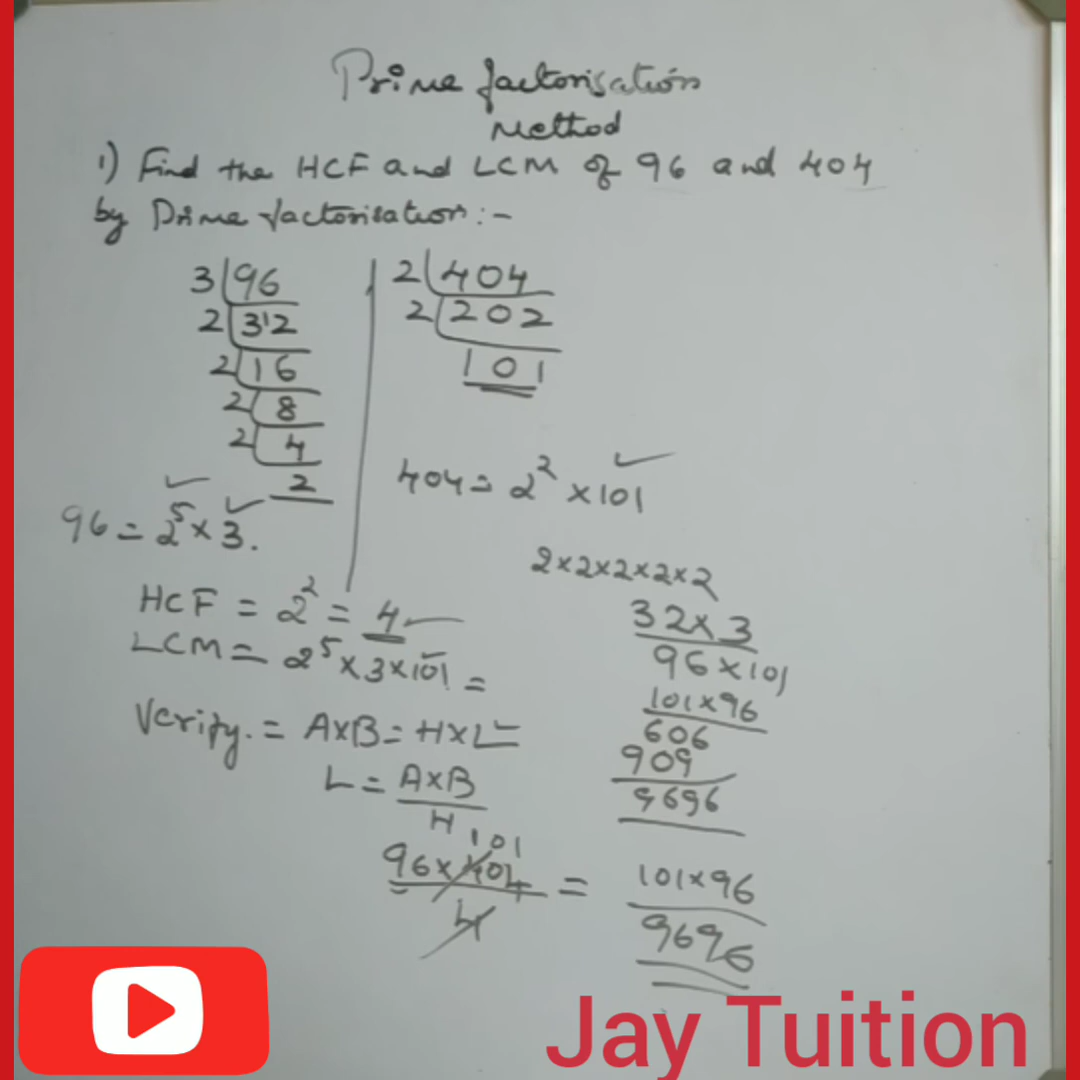 Prime factorisation
Method
1) Find the HCF and LCM of 96 and 404
by Prime factorisation :-
3 96
2 32
2 16
2 8
2 4
2
2 404
2 202
101
96 = 2⁵ × 3.
404 = 2² × 101
HCF = 2² = 4
LCM = 2⁵ × 3 × 101 =
Verify. = A×B = H×L
L = A×B
H
101
96 × 404 =
4
2×2×2×2×2
32 × 3
96 × 101
101 × 96
606
909
9696
101 × 96
9696
Jay Tuition